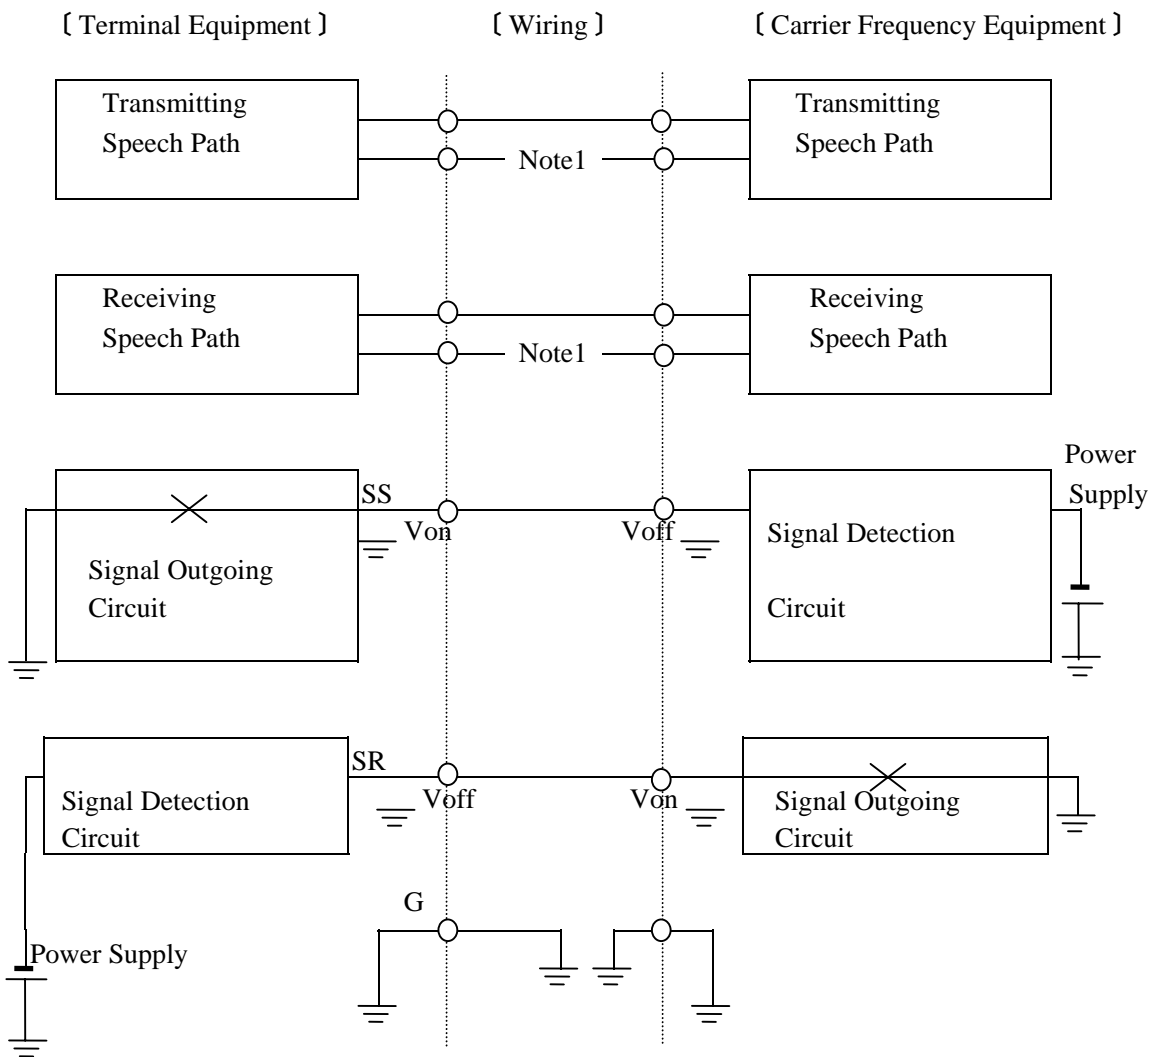 〔 Terminal Equipment 〕 〔 Wiring 〕 〔 Carrier Frequency Equipment 〕
Transmitting
Speech Path
Note1
Transmitting
Speech Path
Receiving
Speech Path
Note1
Receiving
Speech Path
Power
Supply
SS
Von
Voff
Signal Outgoing
Circuit
Signal Detection
Circuit
SR
Voff
Von
Signal Detection
Circuit
Signal Outgoing
Circuit
G
Power Supply